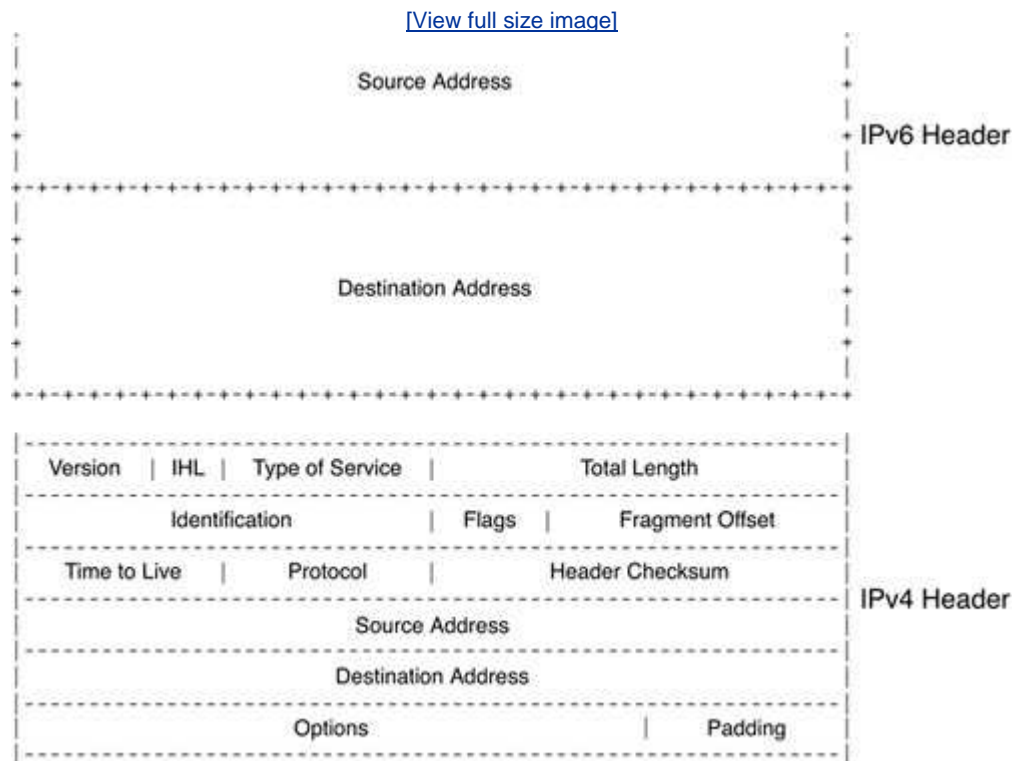 [View full size image]
Source Address
IPv6 Header
Destination Address
Version | IHL | Type of Service | Total Length
Identification | Flags | Fragment Offset
Time to Live | Protocol | Header Checksum
IPv4 Header
Source Address
Destination Address
Options | Padding